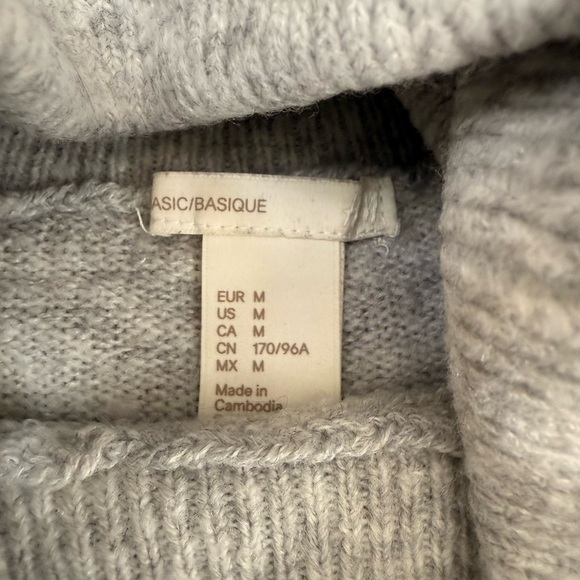 ASIC/BASIQUE
EUR M
US M
CA M
CN 170/96A
MX M
Made in
Cambodia